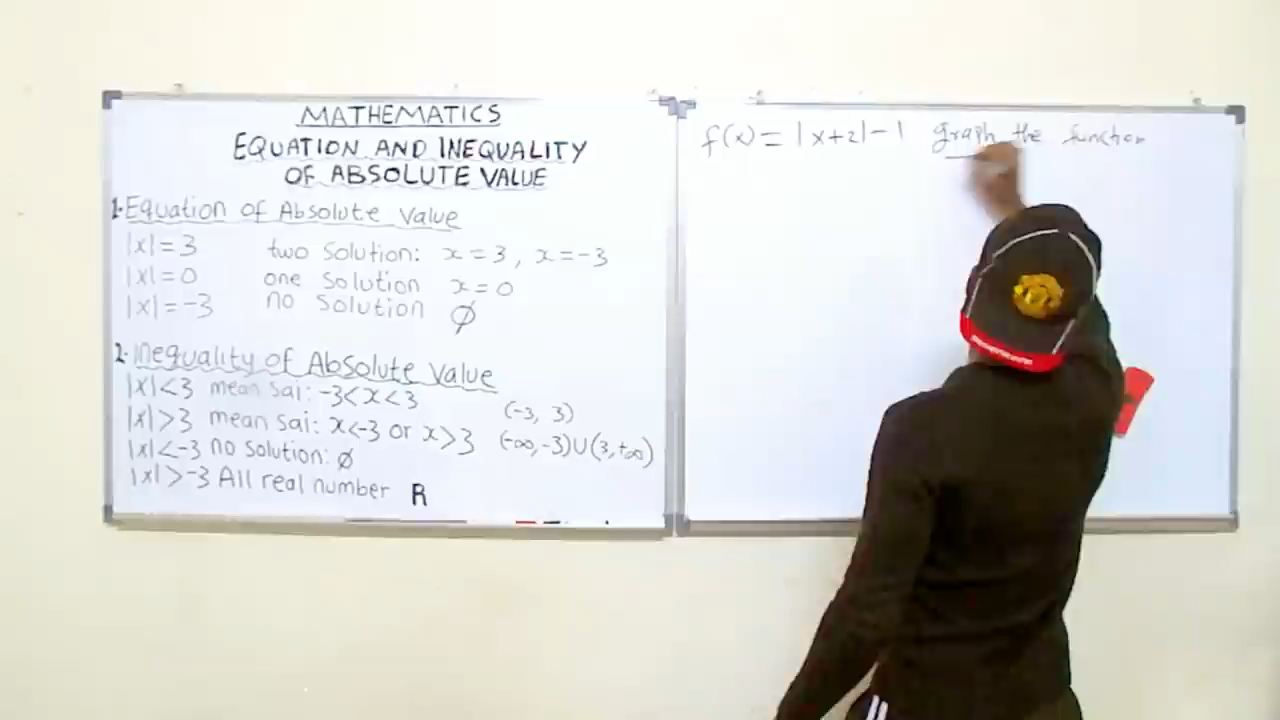 MATHEMATICS
EQUATION AND INEQUALITY
OF ABSOLUTE VALUE
1. Equation of Absolute Value
|x|=3 two solution: x=3, x=-3
|x|=0 one solution x=0
|x|=-3 no solution ∅
2. Inequality of Absolute Value
|x|<3 mean sai: -3<x<3 (-3, 3)
|x|>3 mean sai: x<-3 or x>3 (-∞,-3)∪(3,+∞)
|x|<-3 no solution: ∅
|x|>-3 All real number R
f(x) = |x+2|-1 graph the function